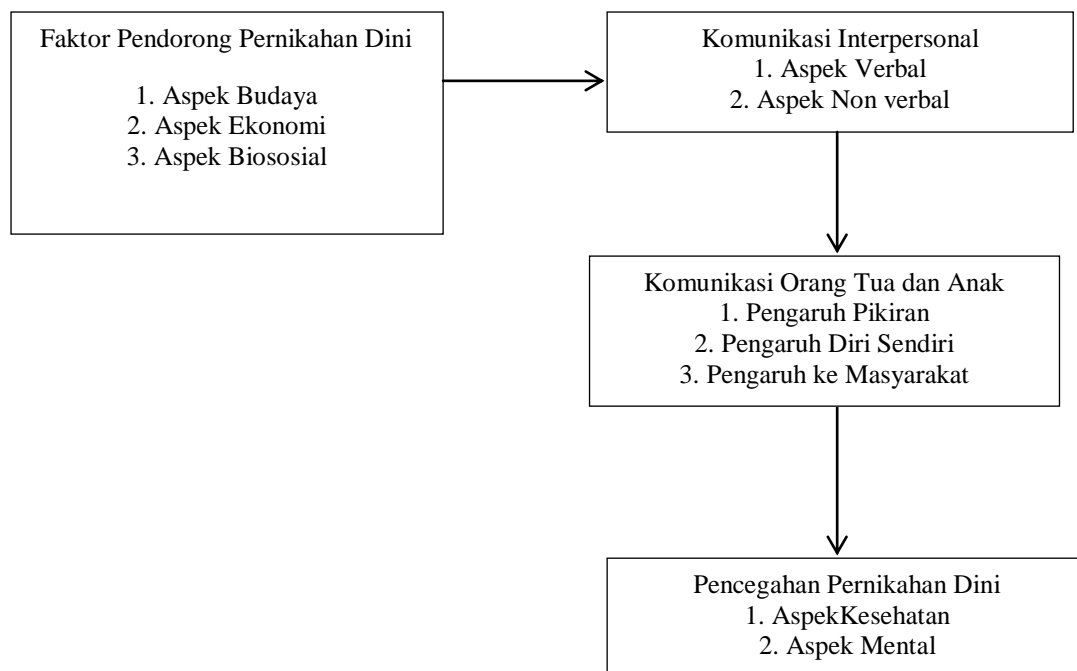 Faktor Pendorong Pernikahan Dini
1. Aspek Budaya
2. Aspek Ekonomi
3. Aspek Biososial
Komunikasi Interpersonal
1. Aspek Verbal
2. Aspek Non verbal
Komunikasi Orang Tua dan Anak
1. Pengaruh Pikiran
2. Pengaruh Diri Sendiri
3. Pengaruh ke Masyarakat
Pencegahan Pernikahan Dini
1. AspekKesehatan
2. Aspek Mental